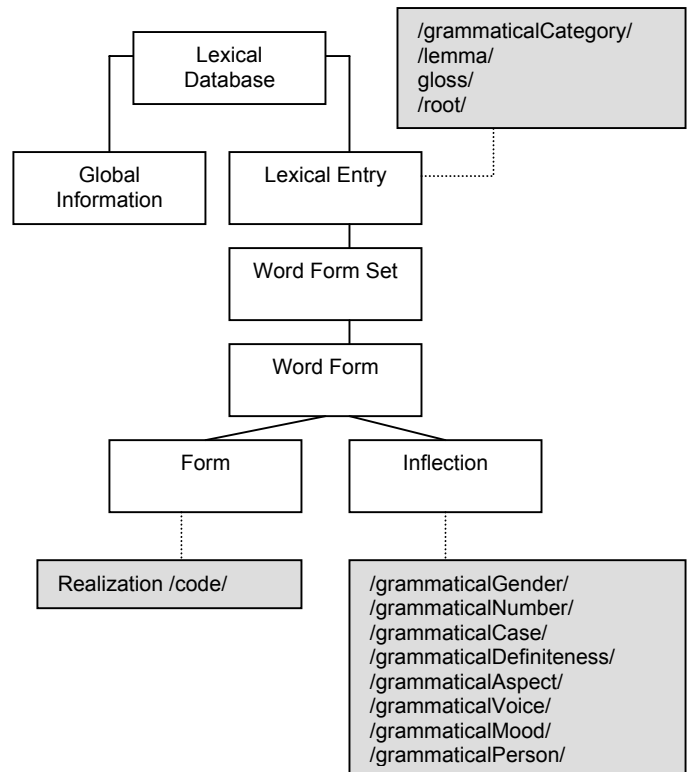 Lexical
Database
/grammaticalCategory/
/lemma/
gloss/
/root/
Global
Information
Lexical Entry
Word Form Set
Word Form
Form
Inflection
Realization /code/
/grammaticalGender/
/grammaticalNumber/
/grammaticalCase/
/grammaticalDefiniteness/
/grammaticalAspect/
/grammaticalVoice/
/grammaticalMood/
/grammaticalPerson/